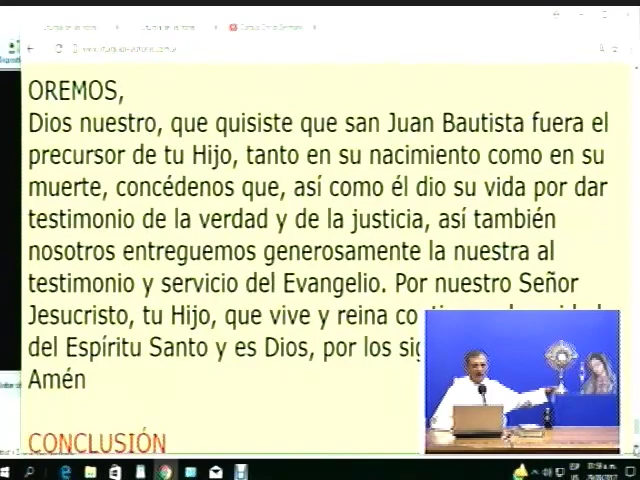 OREMOS,
Dios nuestro, que quisiste que san Juan Bautista fuera el
precursor de tu Hijo, tanto en su nacimiento como en su
muerte, concédenos que, así como él dio su vida por dar
testimonio de la verdad y de la justicia, así también
nosotros entreguemos generosamente la nuestra al
testimonio y servicio del Evangelio. Por nuestro Señor
Jesucristo, tu Hijo, que vive y reina
del Espíritu Santo y es Dios, por los
Amén
CONCLUSIÓN
ESP